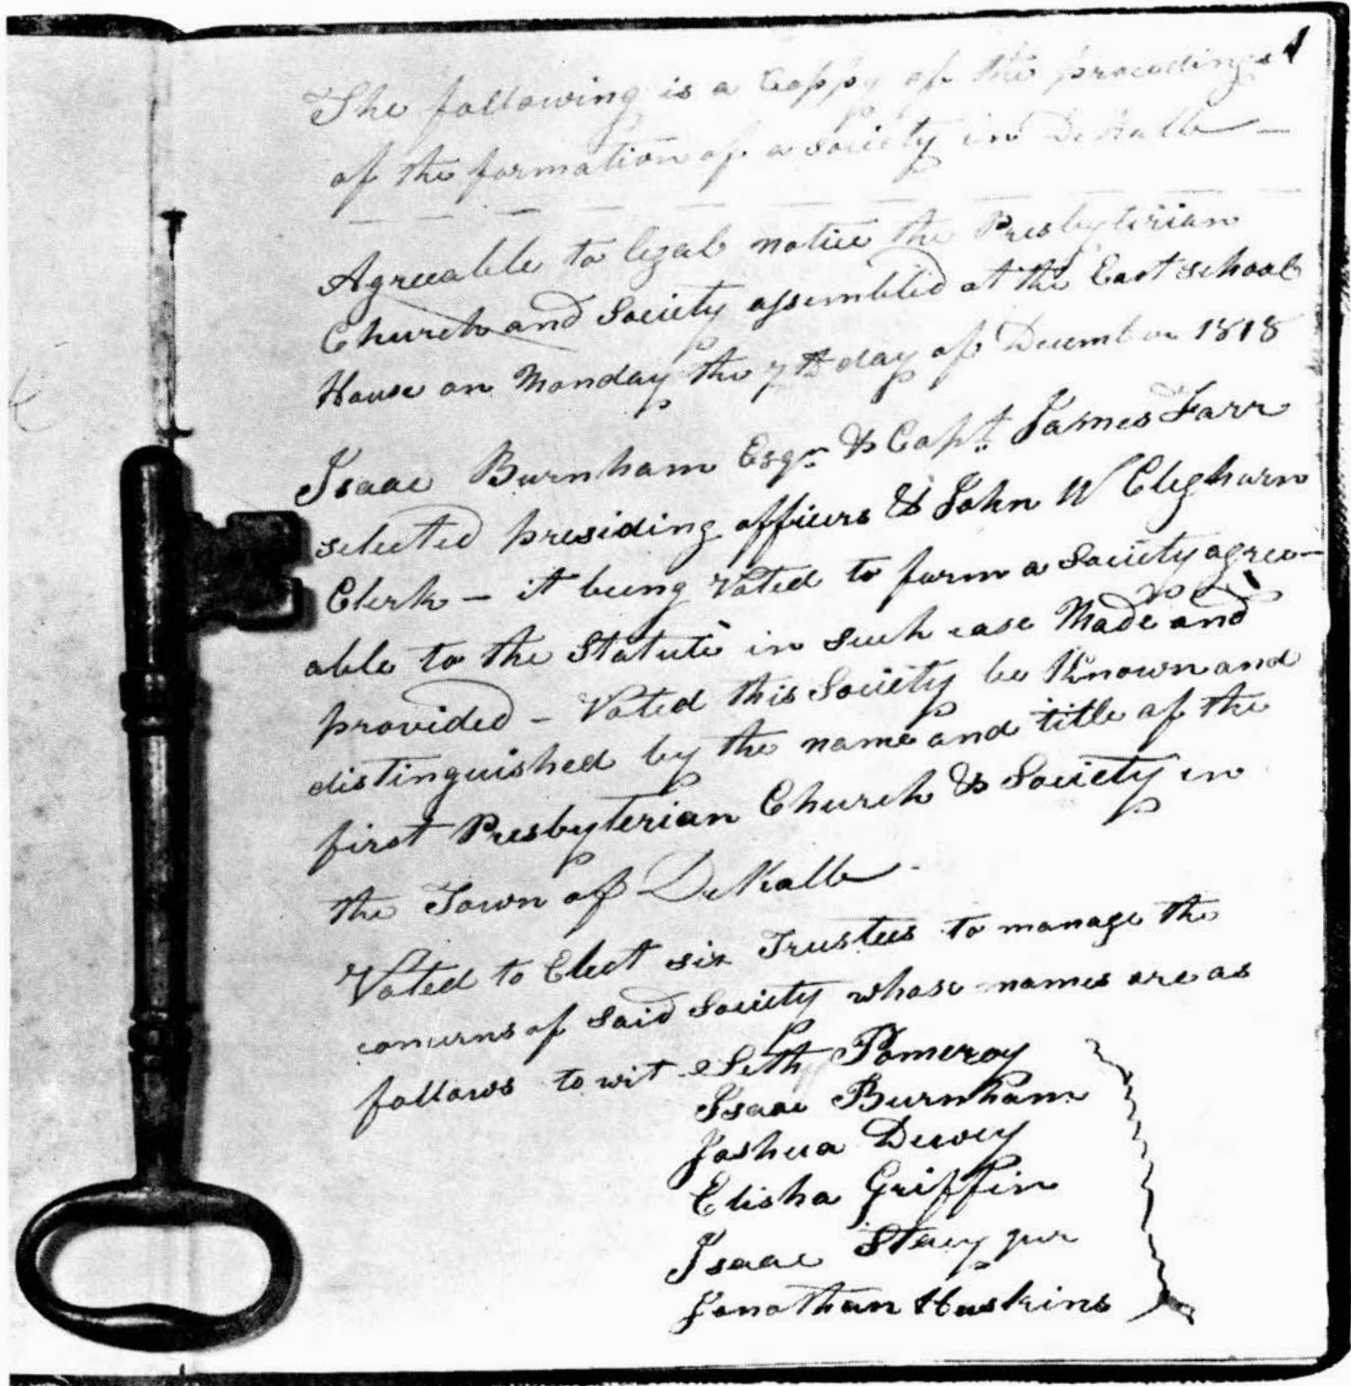 1
The following is a Coppy of the proceedings
of the formation of a society in DeKalb —
Agreeable to legal notice the Presbyterian
Church and Society assembled at the East school
House on Monday the 7th day of December 1818
Isaac Burnham Esqr & Capt James Farr
selected presiding officers & John W Cleghorn
Clerk — it being Voted to form a Society agree-
able to the Statute in such case Made and
provided — Voted this Society be Known and
distinguished by the name and title of the
first Presbyterian Church & Society in
the Town of DeKalb -
Voted to Elect six Trustees to manage the
concerns of said Society whose names are as
follows to wit - Seth Pomeroy
Isaac Burnham
Joshua Dewey
Elisha Griffin
Isaac Stacy jur
Jonathan Haskins